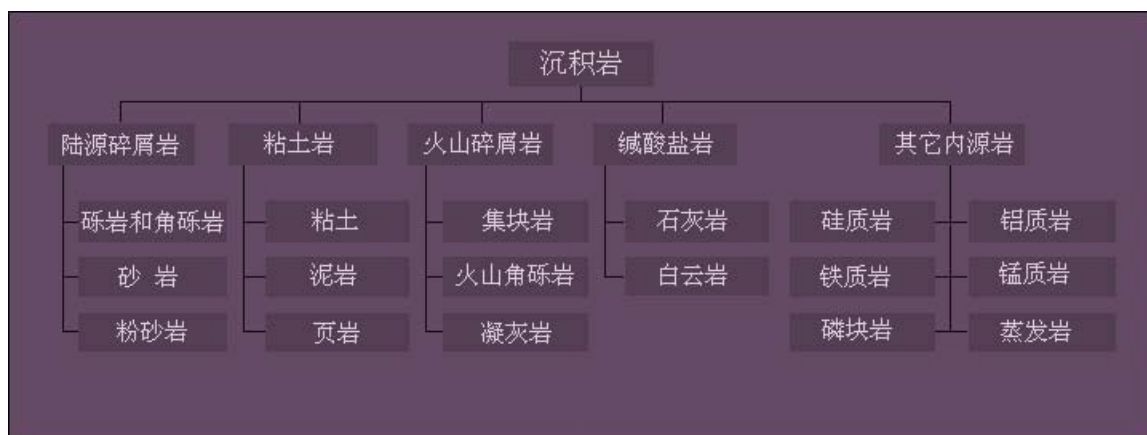 沉积岩
陆源碎屑岩 粘土岩 火山碎屑岩 缄酸盐岩 其它内源岩
砾岩和角砾岩 粘土 集块岩 石灰岩 硅质岩 铝质岩
砂 岩 泥岩 火山角砾岩 白云岩 铁质岩 锰质岩
粉砂岩 页岩 凝灰岩 磷块岩 蒸发岩